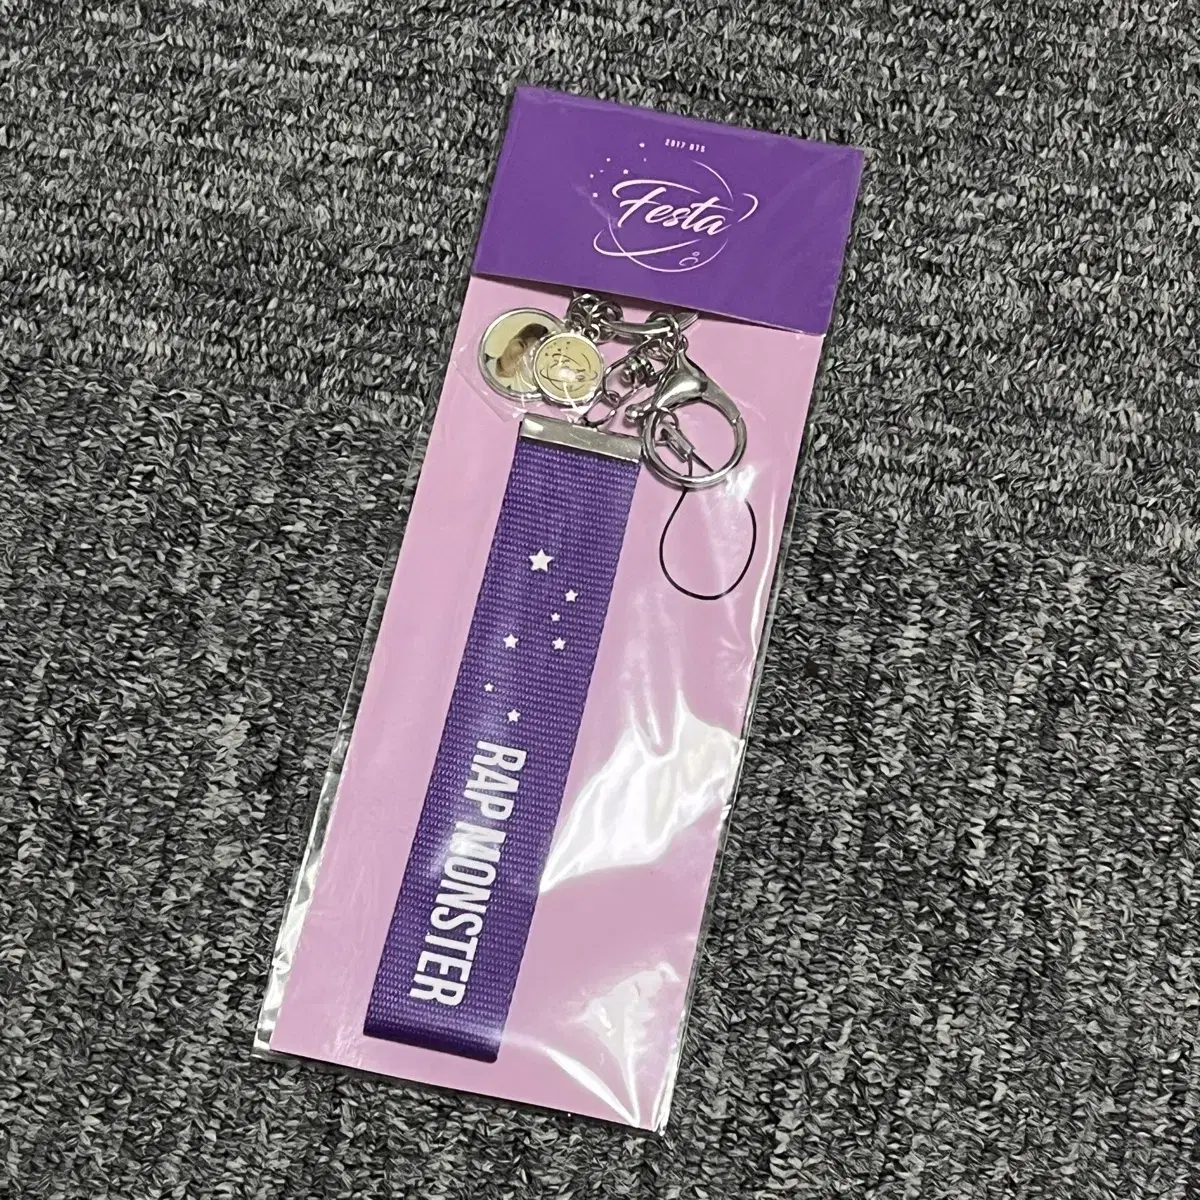 2017 BTS
Festa
RAP MONSTER